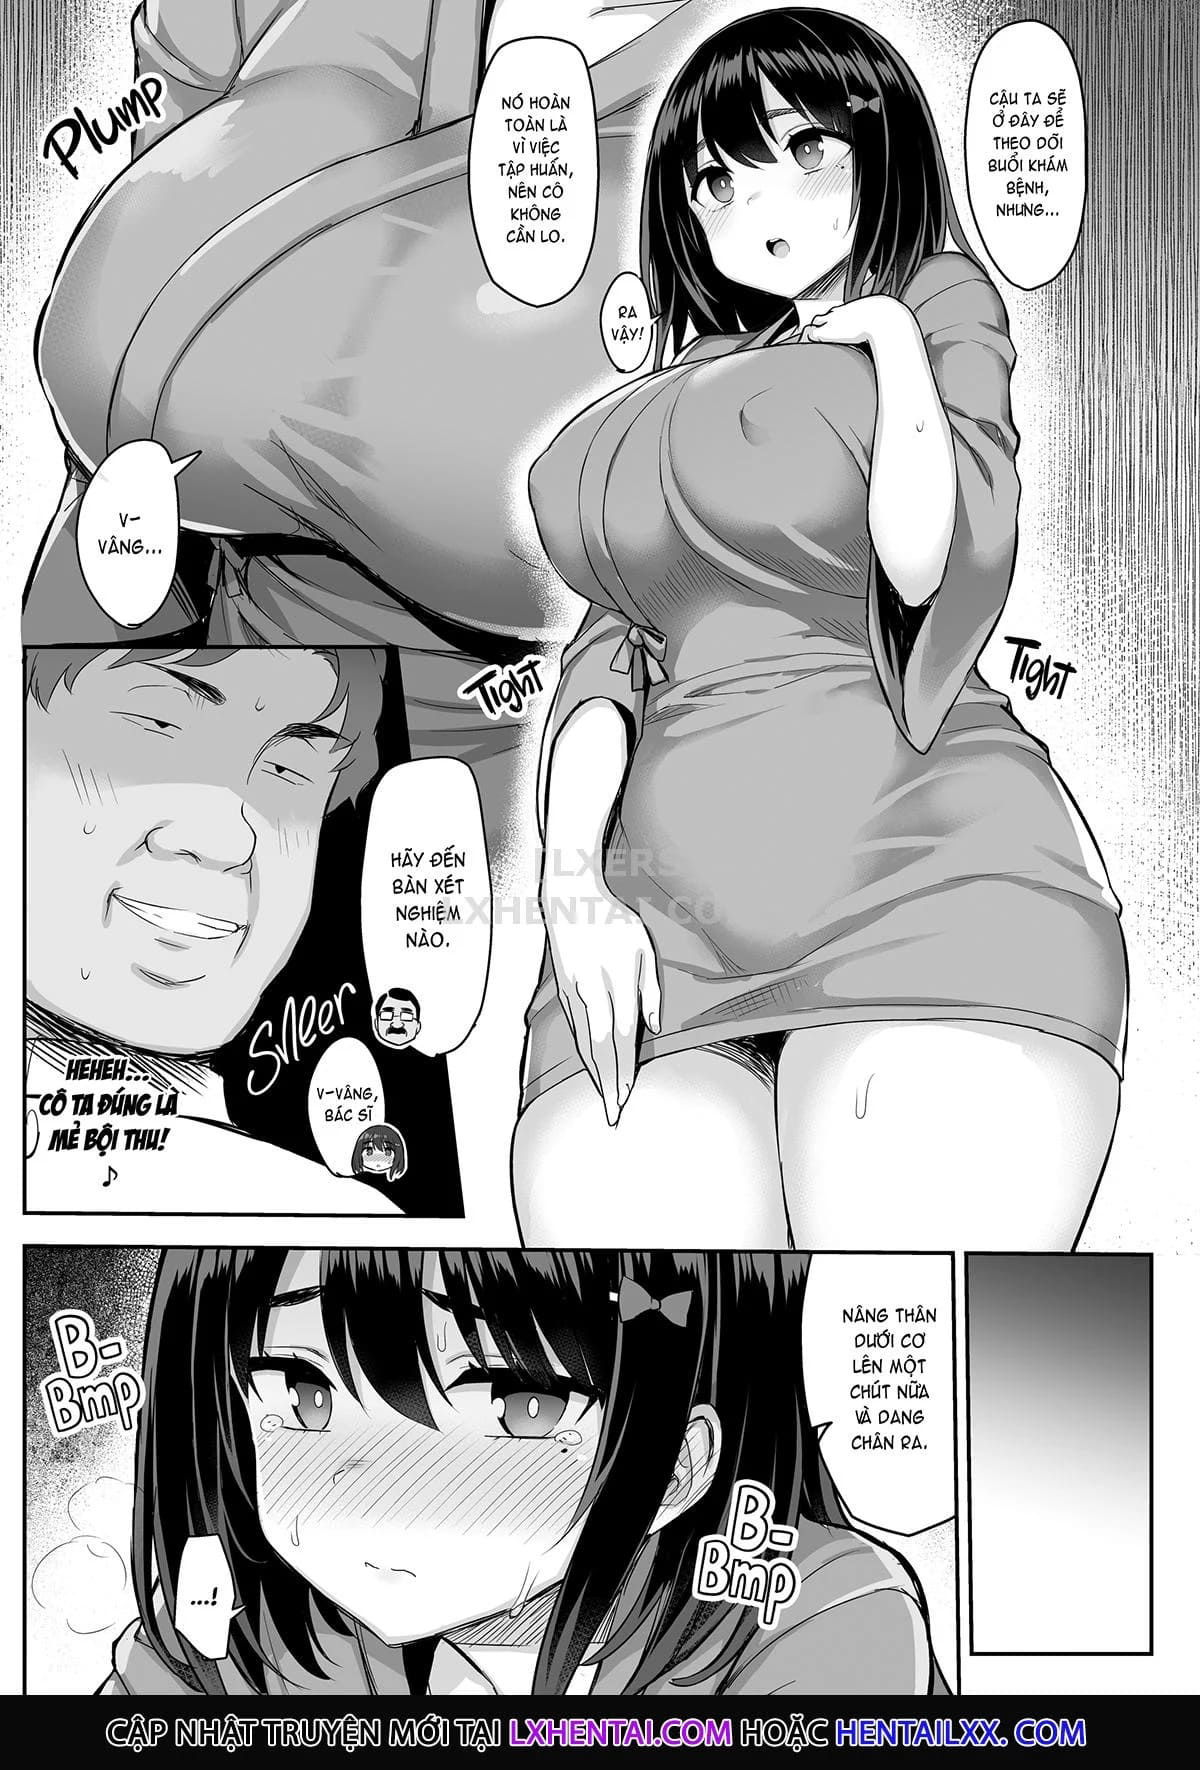 CẬU TA SẼ
Ở ĐÂY ĐỂ
THEO DÕI
BUỔI KHÁM
BỆNH,
NHƯNG...
NÓ HOÀN
TOÀN LÀ
VÌ VIỆC
TẬP HUẤN,
NÊN CÔ
KHÔNG
CẦN LO.
RA
VẬY!
Plump
V-
VÂNG...
Tight
Tight
HÃY ĐẾN
BÀN XÉT
NGHIỆM
NÀO.
Sneer
V-VÂNG,
BÁC SĨ
HEHEH...
CÔ TA ĐÚNG LÀ
MẺ BỘI THU!
♪
[LXERS
LXHENTAI.CO
NÂNG THÂN
DƯỚI CƠ
LÊN MỘT
CHÚT NỮA
VÀ DANG
CHÂN RA.
B-
Bmp
B-
Bmp
...!
CẬP NHẬT TRUYỆN MỚI TẠI LXHENTAI.COM HOẶC HENTAILXX. COM